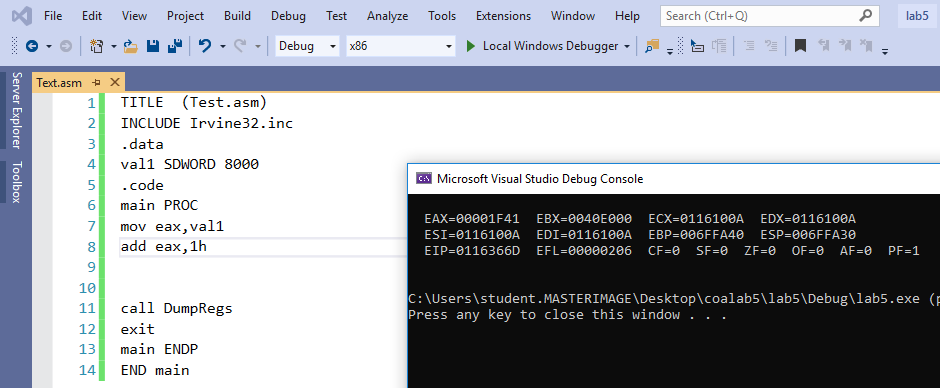 File Edit View Project Build Debug Test Analyze Tools Extensions Window Help Search (Ctrl+Q) lab5
Debug x86 Local Windows Debugger
Server Explorer
Toolbox
Text.asm
1 TITLE (Test.asm)
2 INCLUDE Irvine32.inc
3 .data
4 val1 SDWORD 8000
5 .code
6 main PROC
7 mov eax,val1
8 add eax,1h
9
10
11 call DumpRegs
12 exit
13 main ENDP
14 END main
C:\ Microsoft Visual Studio Debug Console
EAX=00001F41 EBX=0040E000 ECX=0116100A EDX=0116100A
ESI=0116100A EDI=0116100A EBP=006FFA40 ESP=006FFA30
EIP=0116366D EFL=00000206 CF=0 SF=0 ZF=0 OF=0 AF=0 PF=1
C:\Users\student.MASTERIMAGE\Desktop\coalab5\lab5\Debug\lab5.exe (p
Press any key to close this window . . .